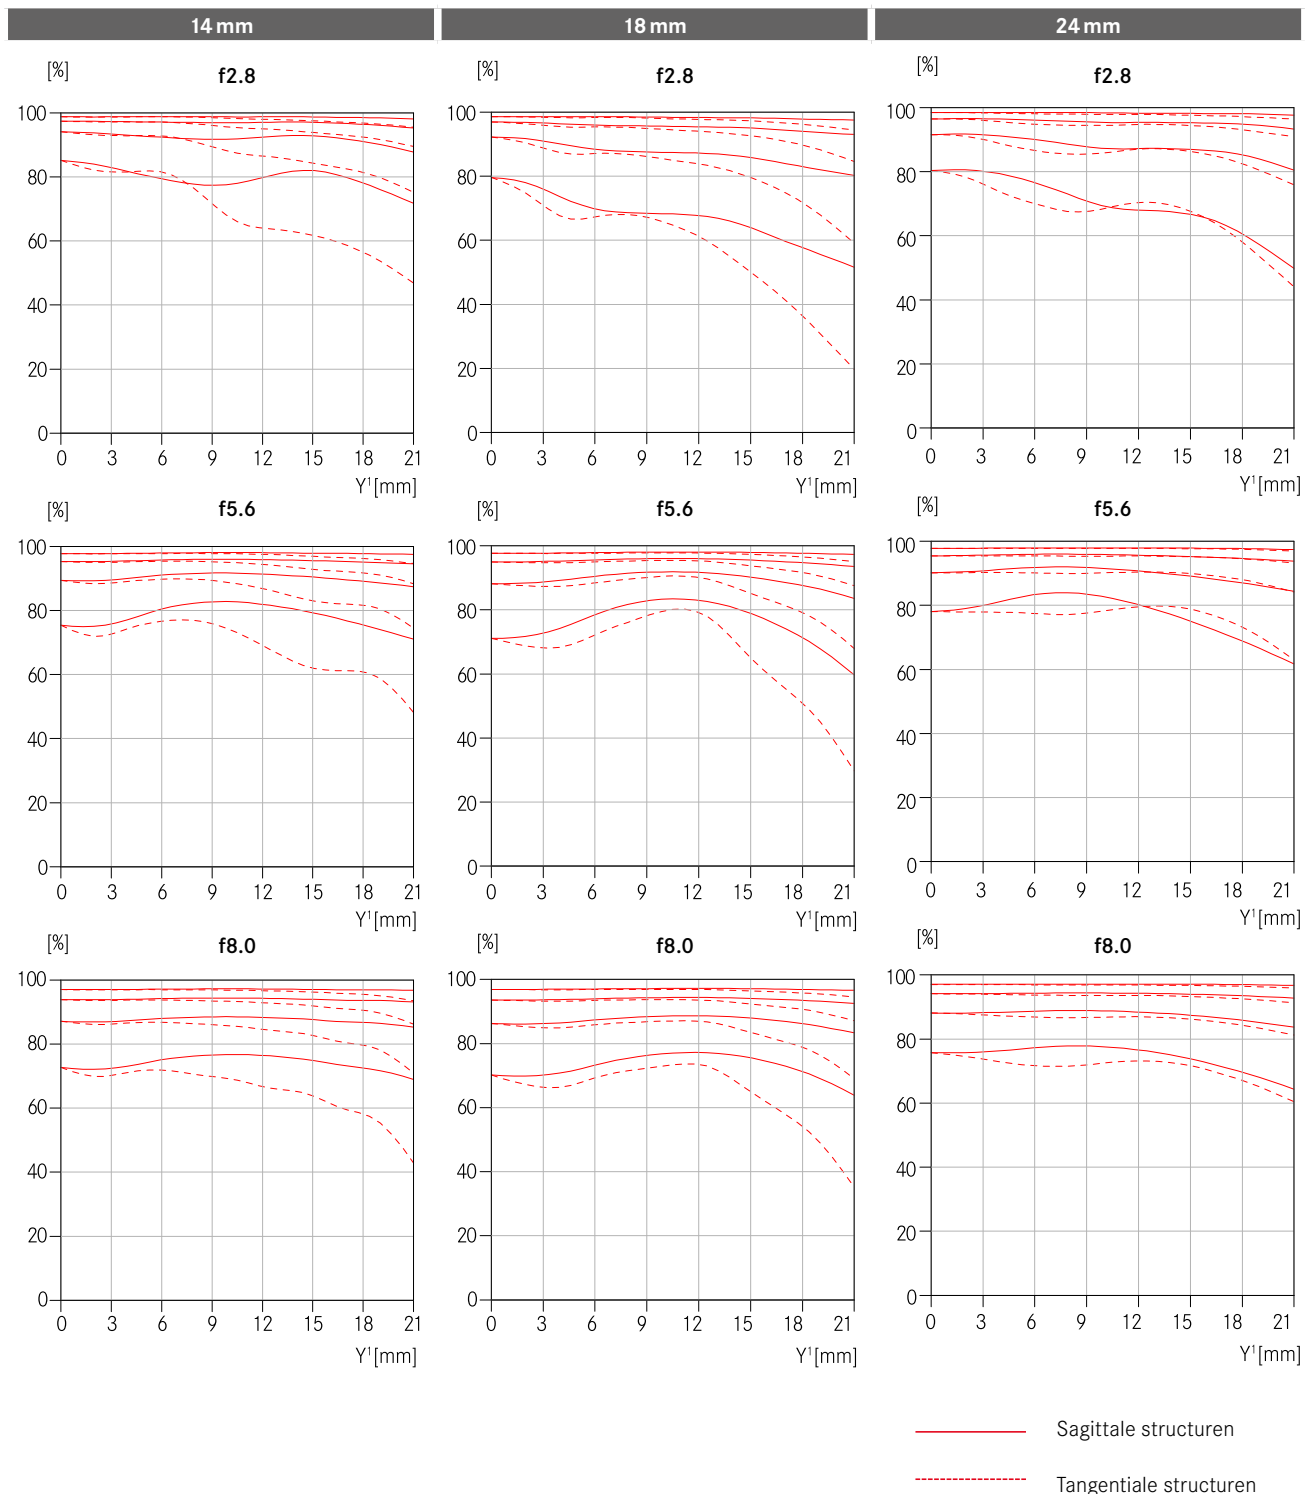 14 mm 18 mm 24 mm
[%] f2.8 [%] f2.8 [%] f2.8
100 100 100
80 80 80
60 60 60
40 40 40
20 20 20
0 0 0
0 3 6 9 12 15 18 21 0 3 6 9 12 15 18 21 0 3 6 9 12 15 18 21
Y¹[mm] Y¹[mm] Y¹[mm]
[%] f5.6 [%] f5.6 [%] f5.6
100 100 100
80 80 80
60 60 60
40 40 40
20 20 20
0 0 0
0 3 6 9 12 15 18 21 0 3 6 9 12 15 18 21 0 3 6 9 12 15 18 21
Y¹[mm] Y¹[mm] Y¹[mm]
[%] f8.0 [%] f8.0 [%] f8.0
100 100 100
80 80 80
60 60 60
40 40 40
20 20 20
0 0 0
0 3 6 9 12 15 18 21 0 3 6 9 12 15 18 21 0 3 6 9 12 15 18 21
Y¹[mm] Y¹[mm] Y¹[mm]
Sagittale structuren
Tangentiale structuren